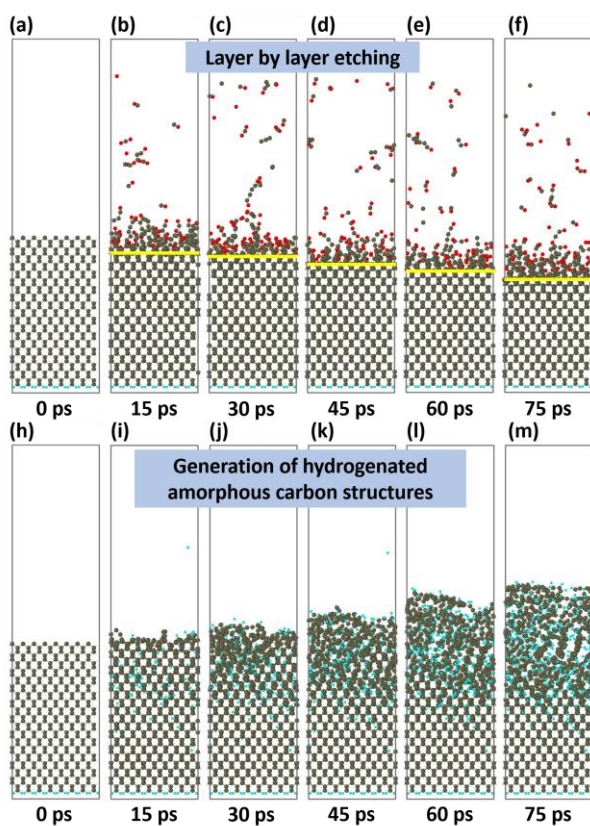 (a) (b) (c) (d) (e) (f)
Layer by layer etching
0 ps 15 ps 30 ps 45 ps 60 ps 75 ps
(h) (i) (j) (k) (l) (m)
Generation of hydrogenated
amorphous carbon structures
0 ps 15 ps 30 ps 45 ps 60 ps 75 ps